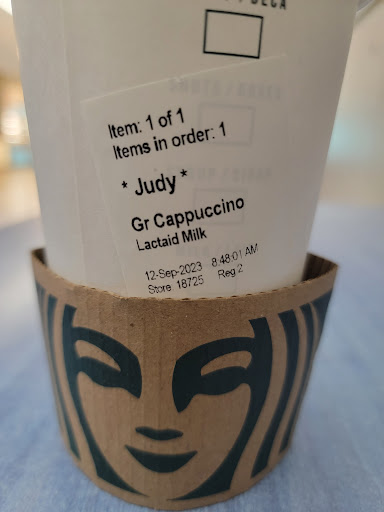 DECA
Item: 1 of 1
Items in order: 1
* Judy *
Gr Cappuccino
Lactaid Milk
12-Sep-2023 8:48:01 AM
Store 18725 Reg 2